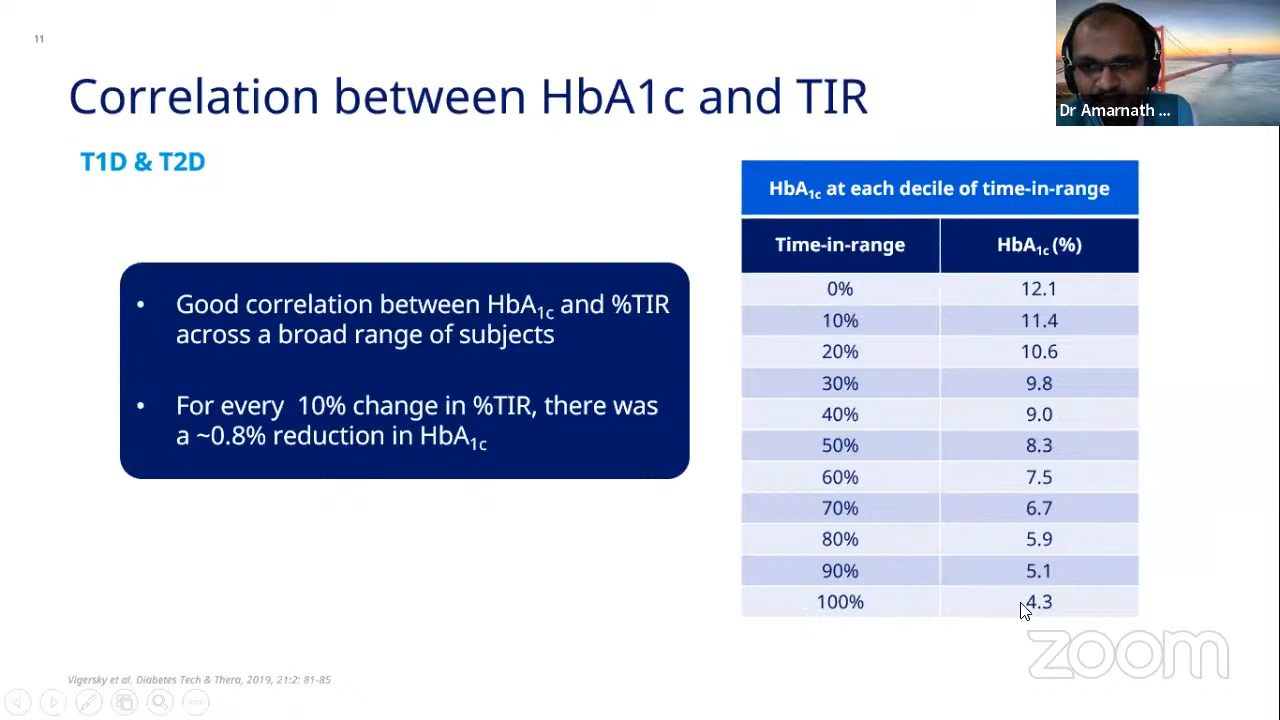 11
Correlation between HbA1c and TIR
Dr Amarnath ...
T1D & T2D
• Good correlation between HbA1c and %TIR
across a broad range of subjects
• For every 10% change in %TIR, there was
a ~0.8% reduction in HbA1c
HbA1c at each decile of time-in-range
Time-in-range HbA1c (%)
0% 12.1
10% 11.4
20% 10.6
30% 9.8
40% 9.0
50% 8.3
60% 7.5
70% 6.7
80% 5.9
90% 5.1
100% 4.3
zoom
Vigersky et al. Diabetes Tech & Thera, 2019, 21:2: 81-85